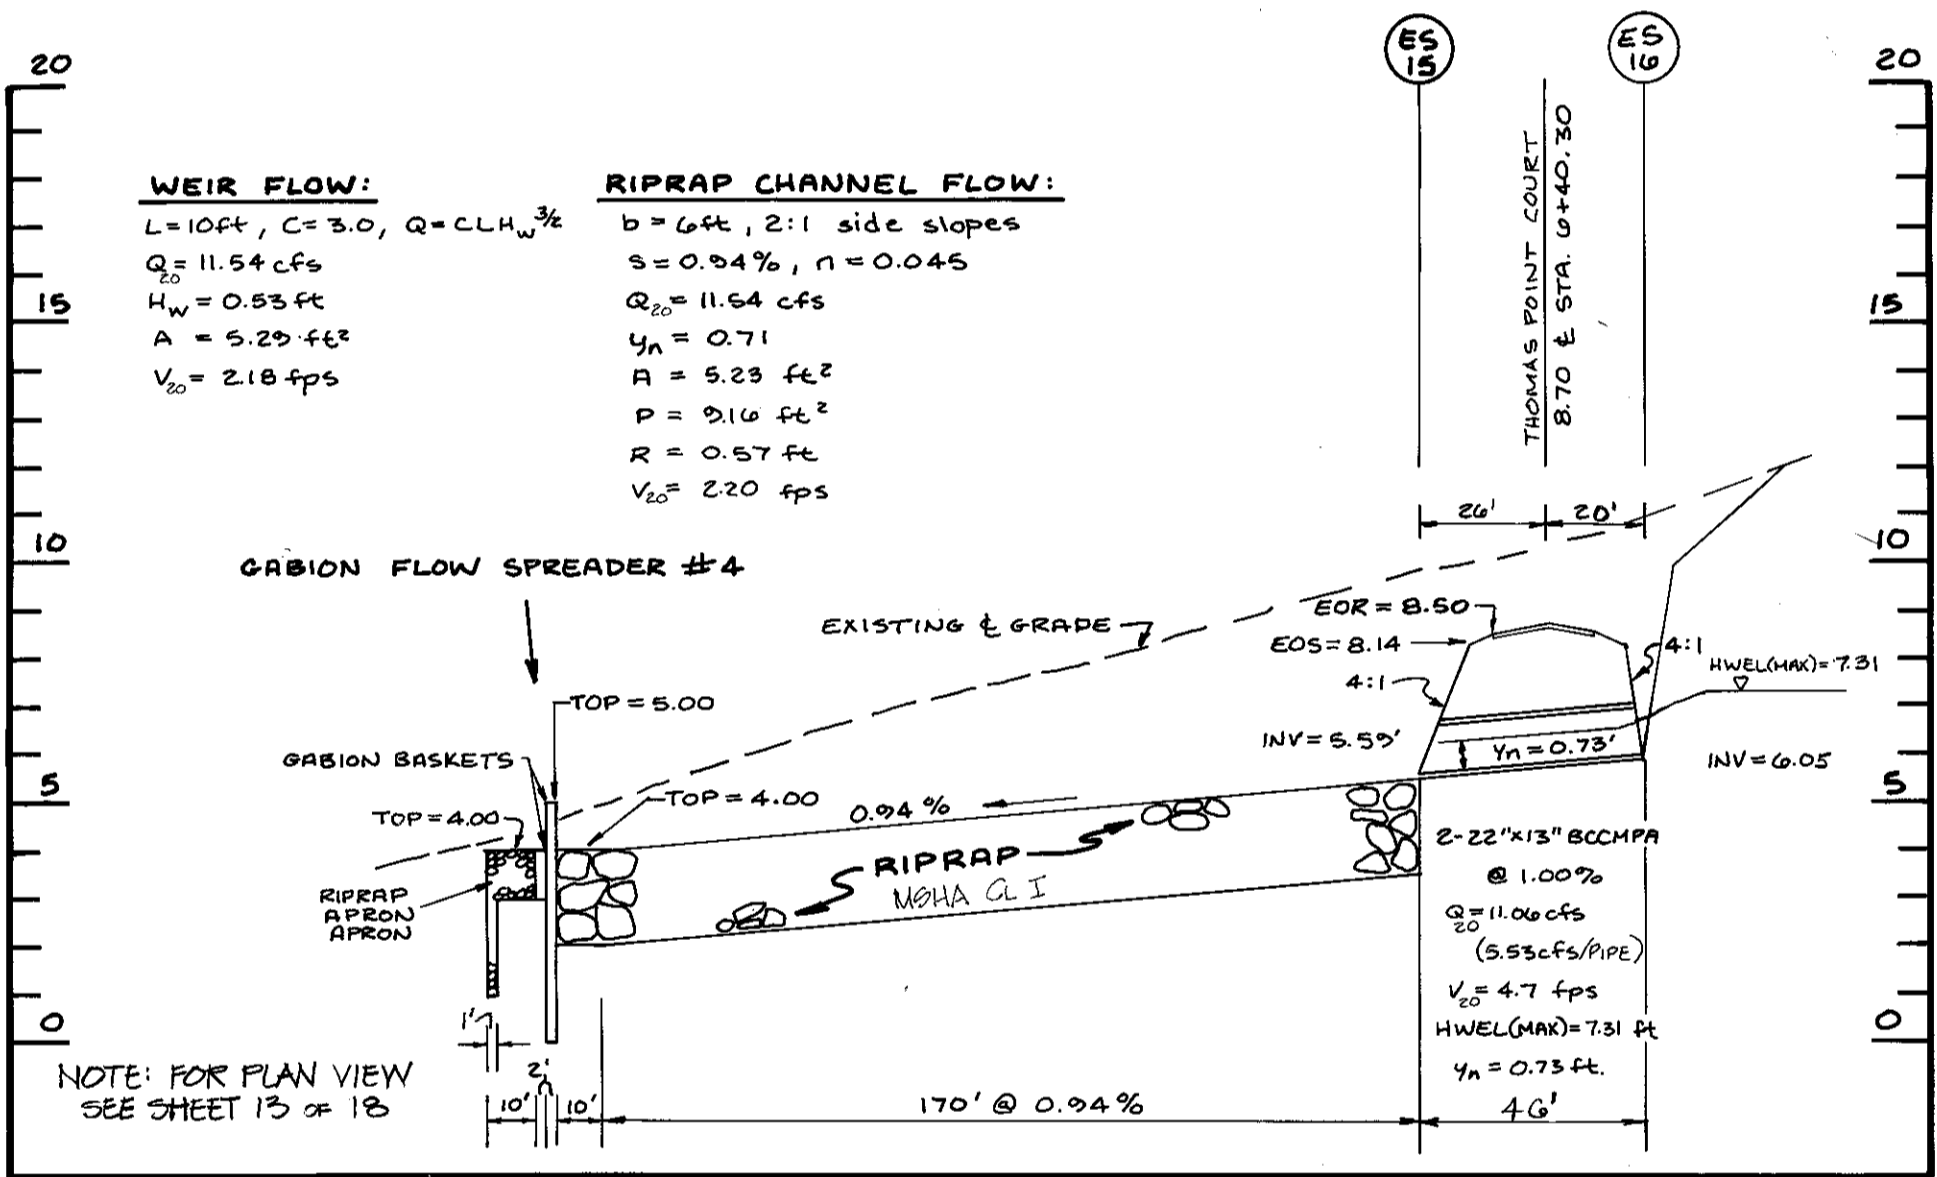 ES
15
ES
16
20
20
15
15
10
10
5
5
0
0
WEIR FLOW:
L=10ft, C=3.0, Q=CLHw^3/2
Q20= 11.54 cfs
Hw = 0.53 ft
A = 5.29 ft²
V20= 2.18 fps
RIPRAP CHANNEL FLOW:
b = 6ft, 2:1 side slopes
S = 0.94%, n = 0.045
Q20= 11.54 cfs
yn = 0.71
A = 5.23 ft²
P = 9.16 ft²
R = 0.57 ft
V20= 2.20 fps
THOMAS POINT COURT
8.70 ℄ STA. 6+40.30
26'
20'
GABION FLOW SPREADER #4
EXISTING ℄ GRADE
EOR = 8.50
EOS = 8.14
4:1
4:1
HWEL(MAX)=7.31
INV=5.59'
Yn = 0.73'
INV=6.05
TOP = 5.00
GABION BASKETS
TOP = 4.00
TOP = 4.00
0.94%
RIPRAP
MSHA CL I
RIPRAP
APRON
APRON
2-22"x13" BCCMPA
@ 1.00%
Q20=11.06cfs
(5.53cfs/PIPE)
V20= 4.7 fps
HWEL(MAX)=7.31 ft
yn = 0.73 ft.
1'
2'
10'
10'
170' @ 0.94%
46'
NOTE: FOR PLAN VIEW
SEE SHEET 13 OF 18